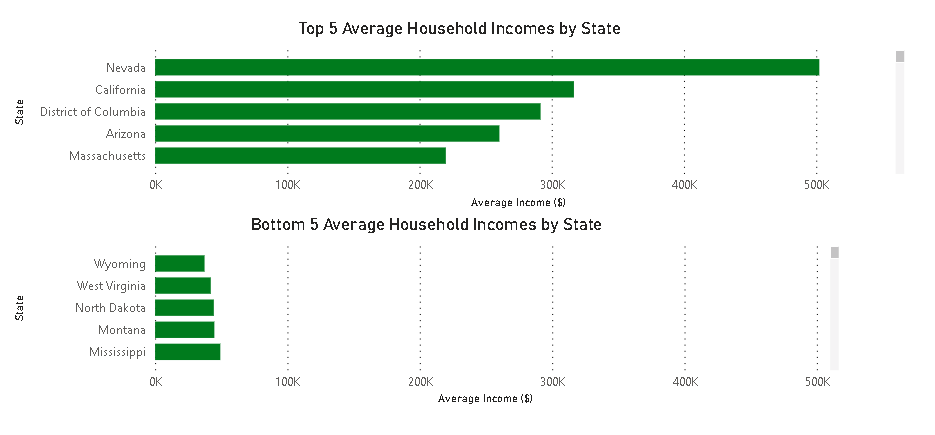 Top 5 Average Household Incomes by State
Nevada
California
District of Columbia
Arizona
Massachusetts
State
0K 100K 200K 300K 400K 500K
Average Income ($)
Bottom 5 Average Household Incomes by State
Wyoming
West Virginia
North Dakota
Montana
Mississippi
State
0K 100K 200K 300K 400K 500K
Average Income ($)